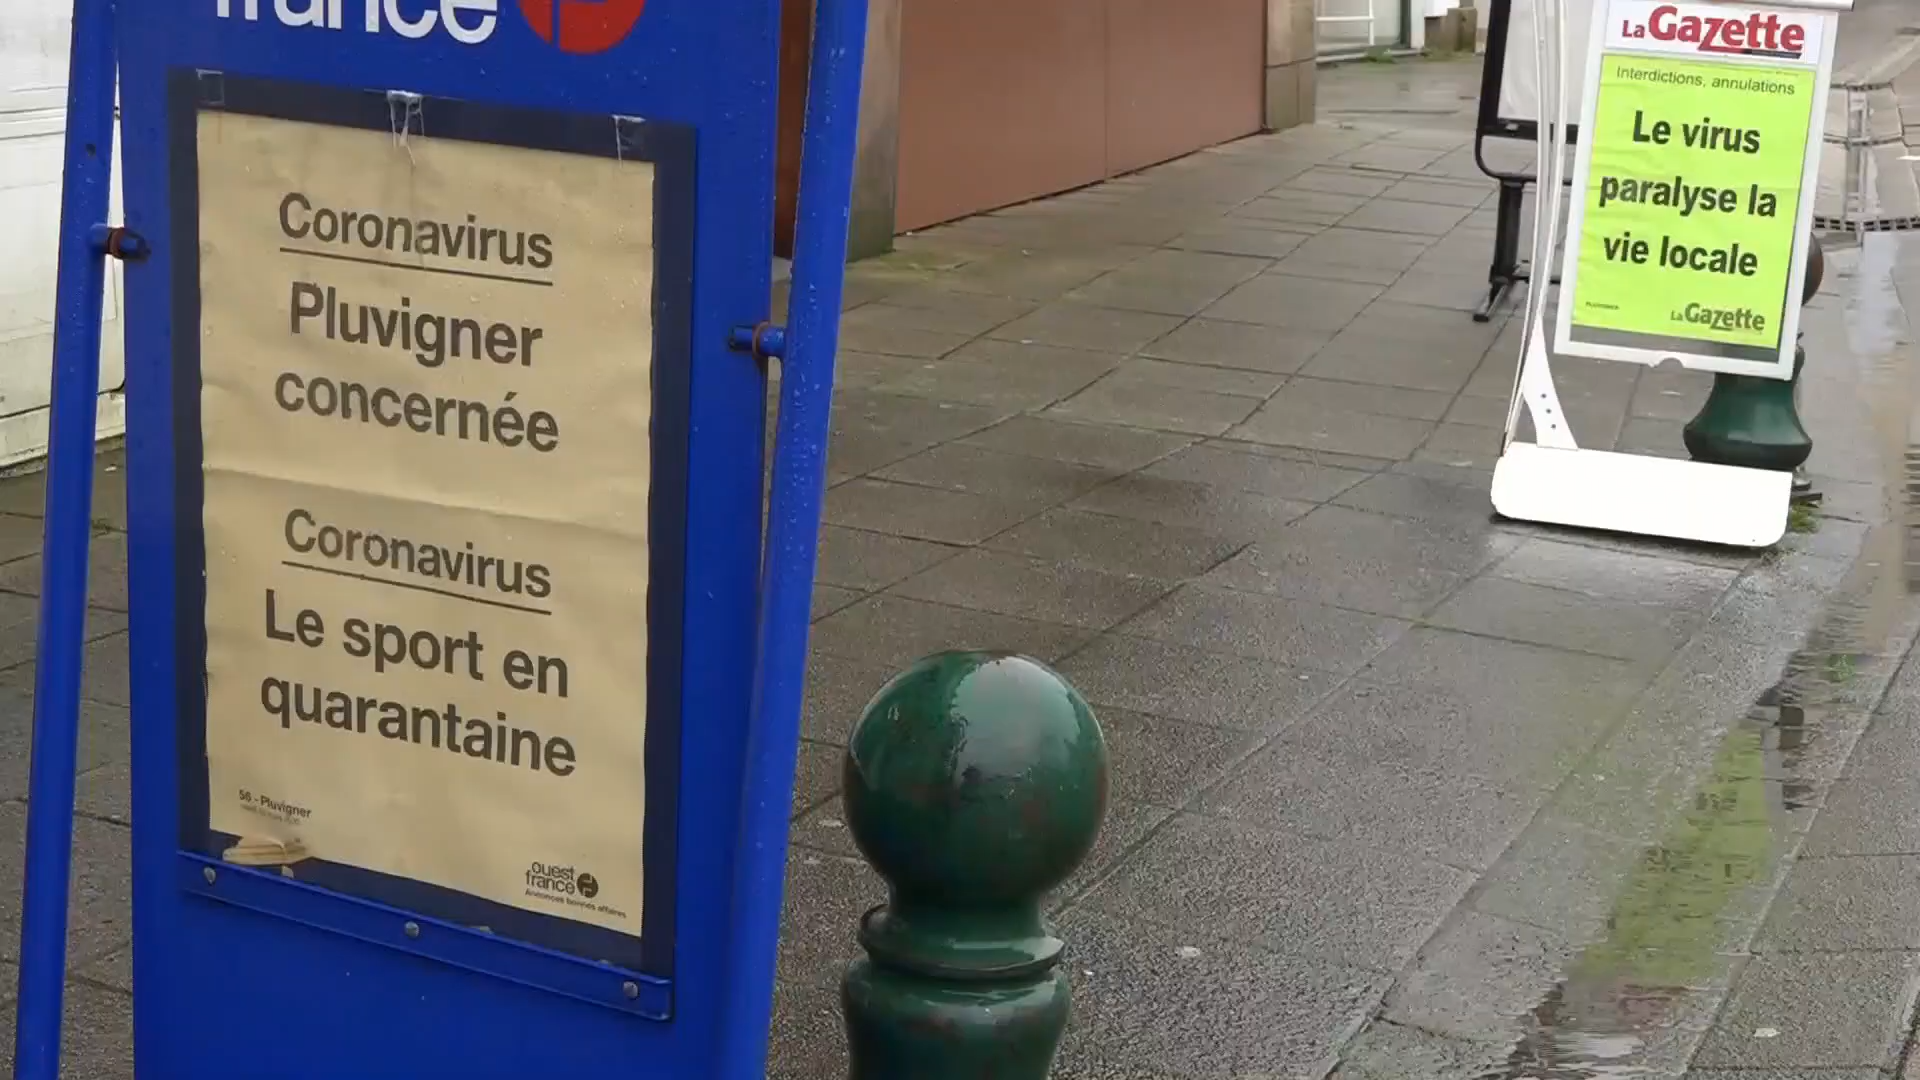 france
Coronavirus
Pluvigner
concernée
Coronavirus
Le sport en
quarantaine
56 - Pluvigner
ouest
france
Annonces bonnes affaires
La Gazette
Interdictions, annulations
Le virus
paralyse la
vie locale
La Gazette